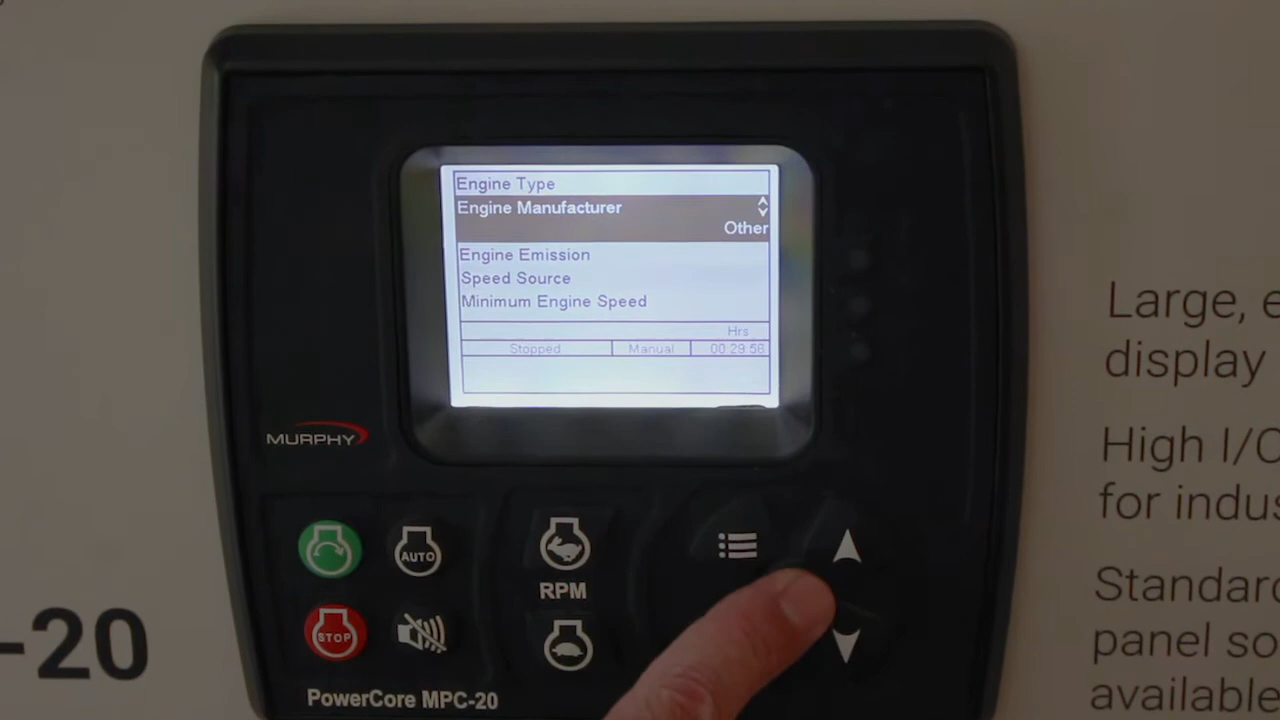 Engine Type
Engine Manufacturer
Other
Engine Emission
Speed Source
Minimum Engine Speed
Hrs
Stopped Manual 00:29:56
MURPHY
AUTO
RPM
STOP
PowerCore MPC-20
-20
Large, e
display
High I/O
for indus
Standard
panel so
available